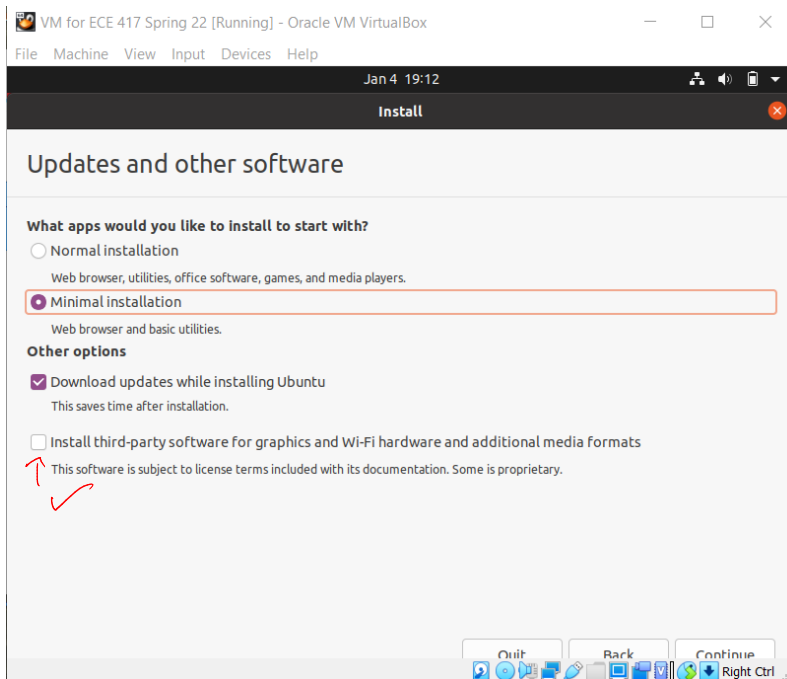 VM for ECE 417 Spring 22 [Running] - Oracle VM VirtualBox
File Machine View Input Devices Help
Jan 4 19:12
Install
Updates and other software
What apps would you like to install to start with?
Normal installation
Web browser, utilities, office software, games, and media players.
Minimal installation
Web browser and basic utilities.
Other options
Download updates while installing Ubuntu
This saves time after installation.
Install third-party software for graphics and Wi-Fi hardware and additional media formats
This software is subject to license terms included with its documentation. Some is proprietary.
Quit Back Continue
Right Ctrl